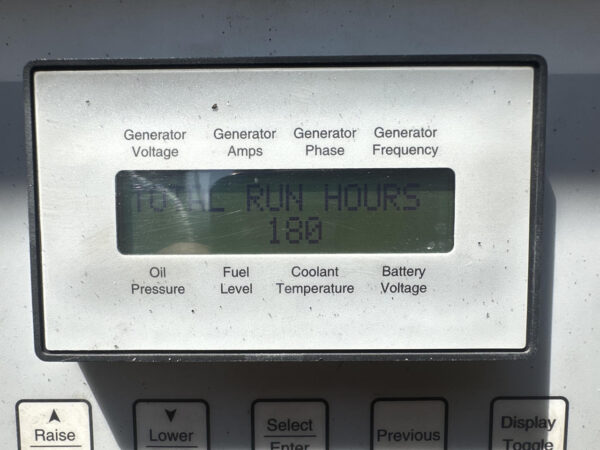 Generator Generator Generator Generator
Voltage Amps Phase Frequency
TOTAL RUN HOURS
180
Oil Fuel Coolant Battery
Pressure Level Temperature Voltage
Raise Lower Select Previous Display
Enter Toggle